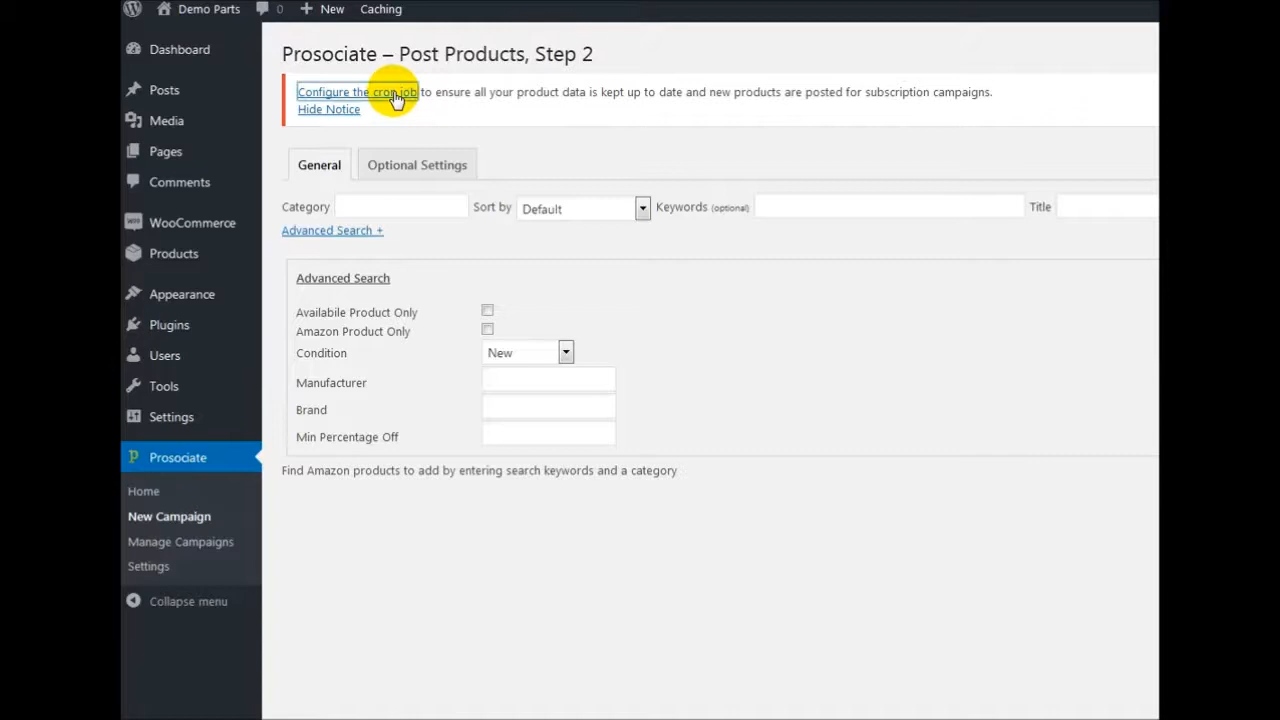 Demo Parts 0 New Caching
Dashboard
Posts
Media
Pages
Comments
WooCommerce
Products
Appearance
Plugins
Users
Tools
Settings
Prosociate
Home
New Campaign
Manage Campaigns
Settings
Collapse menu
Prosociate – Post Products, Step 2
Configure the cron job to ensure all your product data is kept up to date and new products are posted for subscription campaigns.
Hide Notice
General Optional Settings
Category Sort by Default Keywords (optional) Title
Advanced Search +
Advanced Search
Availabile Product Only
Amazon Product Only
Condition New
Manufacturer
Brand
Min Percentage Off
Find Amazon products to add by entering search keywords and a category